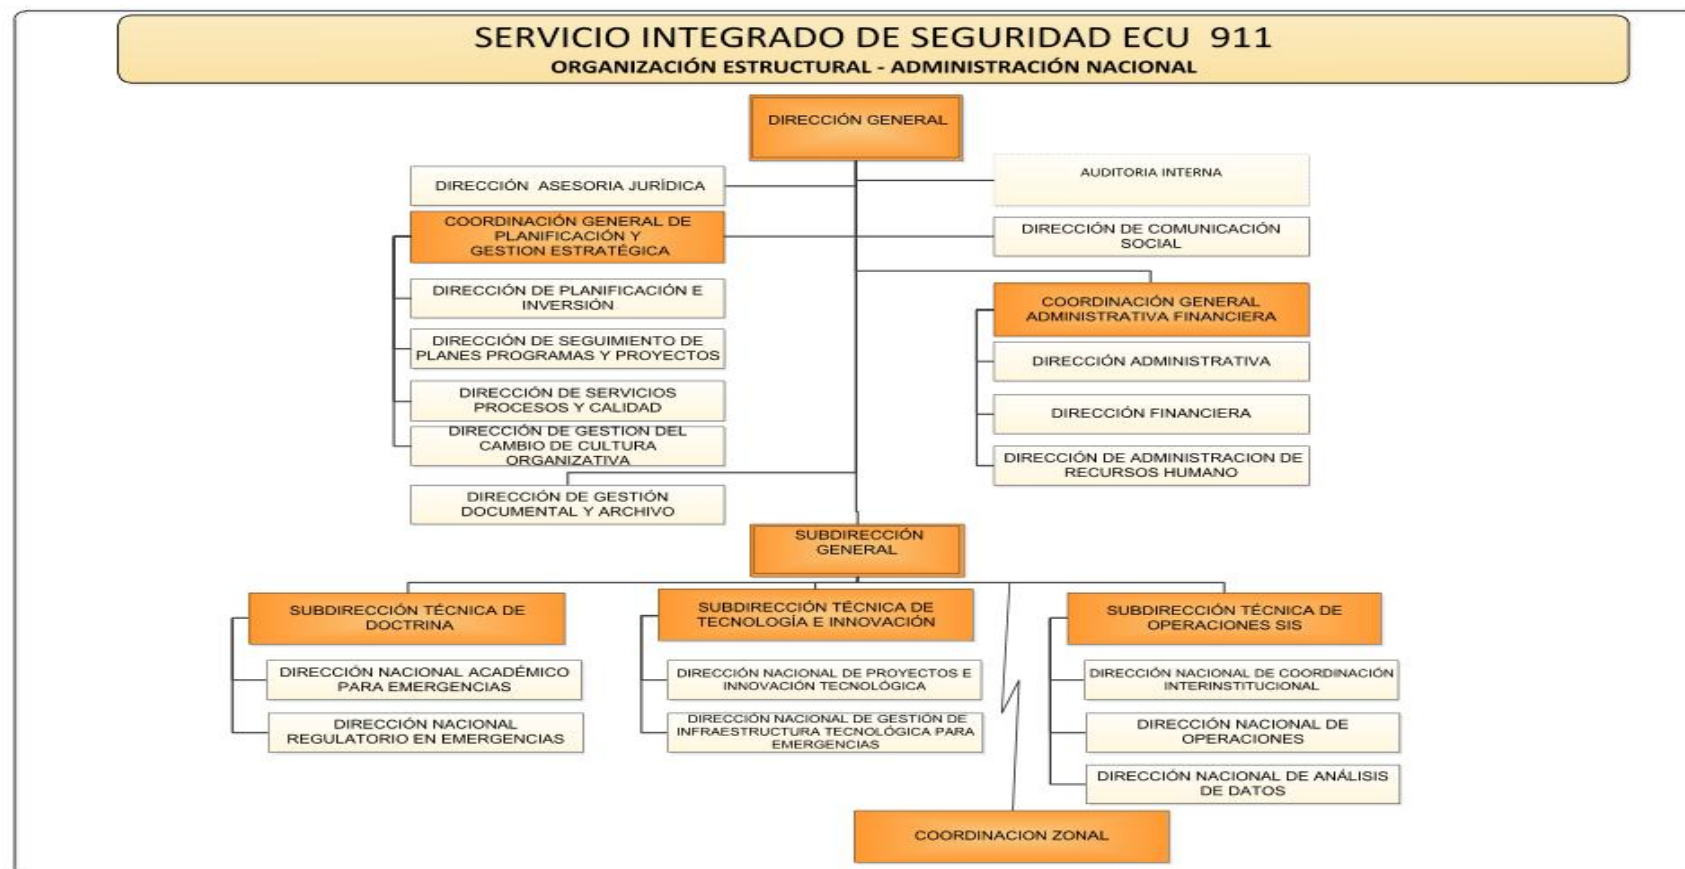 SERVICIO INTEGRADO DE SEGURIDAD ECU 911
ORGANIZACIÓN ESTRUCTURAL - ADMINISTRACIÓN NACIONAL
DIRECCIÓN GENERAL
DIRECCIÓN ASESORIA JURÍDICA
AUDITORIA INTERNA
COORDINACIÓN GENERAL DE
PLANIFICACIÓN Y
GESTION ESTRATÉGICA
DIRECCIÓN DE COMUNICACIÓN
SOCIAL
DIRECCIÓN DE PLANIFICACIÓN E
INVERSIÓN
DIRECCIÓN DE SEGUIMIENTO DE
PLANES PROGRAMAS Y PROYECTOS
DIRECCIÓN DE SERVICIOS
PROCESOS Y CALIDAD
DIRECCIÓN DE GESTION DEL
CAMBIO DE CULTURA
ORGANIZATIVA
COORDINACIÓN GENERAL
ADMINISTRATIVA FINANCIERA
DIRECCIÓN ADMINISTRATIVA
DIRECCIÓN FINANCIERA
DIRECCIÓN DE ADMINISTRACION DE
RECURSOS HUMANO
DIRECCIÓN DE GESTIÓN
DOCUMENTAL Y ARCHIVO
SUBDIRECCIÓN
GENERAL
SUBDIRECCIÓN TÉCNICA DE
DOCTRINA
DIRECCIÓN NACIONAL ACADÉMICO
PARA EMERGENCIAS
DIRECCIÓN NACIONAL
REGULATORIO EN EMERGENCIAS
SUBDIRECCIÓN TÉCNICA DE
TECNOLOGÍA E INNOVACIÓN
DIRECCIÓN NACIONAL DE PROYECTOS E
INNOVACIÓN TECNOLÓGICA
DIRECCIÓN NACIONAL DE GESTIÓN DE
INFRAESTRUCTURA TECNOLÓGICA PARA
EMERGENCIAS
SUBDIRECCIÓN TÉCNICA DE
OPERACIONES SIS
DIRECCIÓN NACIONAL DE COORDINACIÓN
INTERINSTITUCIONAL
DIRECCIÓN NACIONAL DE
OPERACIONES
DIRECCIÓN NACIONAL DE ANÁLISIS
DE DATOS
COORDINACION ZONAL